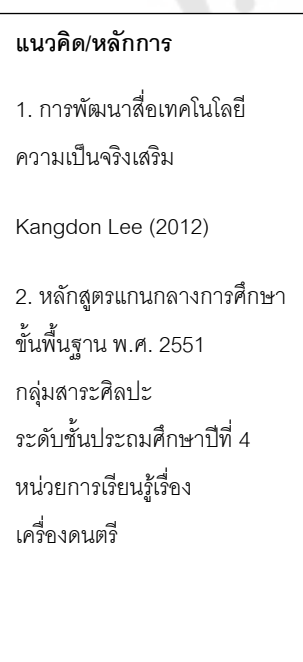 แนวคิด/หลักการ
1. การพัฒนาสื่อเทคโนโลยี
ความเป็นจริงเสริม
Kangdon Lee (2012)
2. หลักสูตรแกนกลางการศึกษา
ขั้นพื้นฐาน พ.ศ. 2551
กลุ่มสาระศิลปะ
ระดับชั้นประถมศึกษาปีที่ 4
หน่วยการเรียนรู้เรื่อง
เครื่องดนตรี